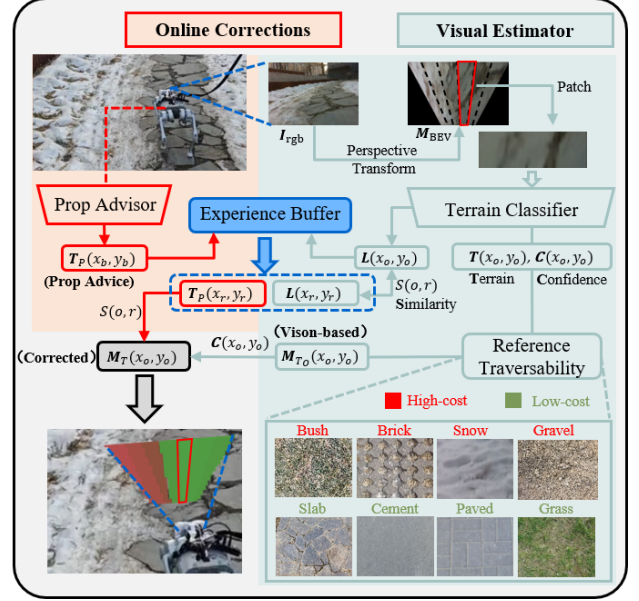 Online Corrections
Visual Estimator
I_rgb
Perspective
Transform
M_BEV
Patch
Prop Advisor
Experience Buffer
Terrain Classifier
T_P(x_b, y_b)
(Prop Advice)
L(x_o, y_o)
T(x_o, y_o), C(x_o, y_o)
Terrain
Confidence
T_P(x_r, y_r)
L(x_r, y_r)
S(o, r)
Similarity
S(o, r)
(Vison-based)
(Corrected)
M_T(x_o, y_o)
C(x_o, y_o)
M_TO(x_o, y_o)
Reference
Traversability
High-cost
Low-cost
Bush
Brick
Snow
Gravel
Slab
Cement
Paved
Grass